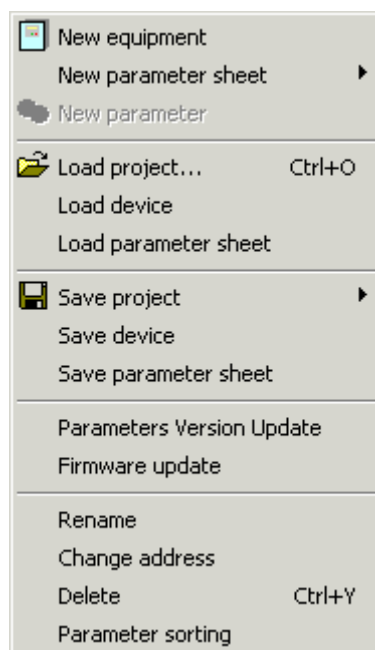 New equipment
New parameter sheet
New parameter
Load project... Ctrl+O
Load device
Load parameter sheet
Save project
Save device
Save parameter sheet
Parameters Version Update
Firmware update
Rename
Change address
Delete Ctrl+Y
Parameter sorting